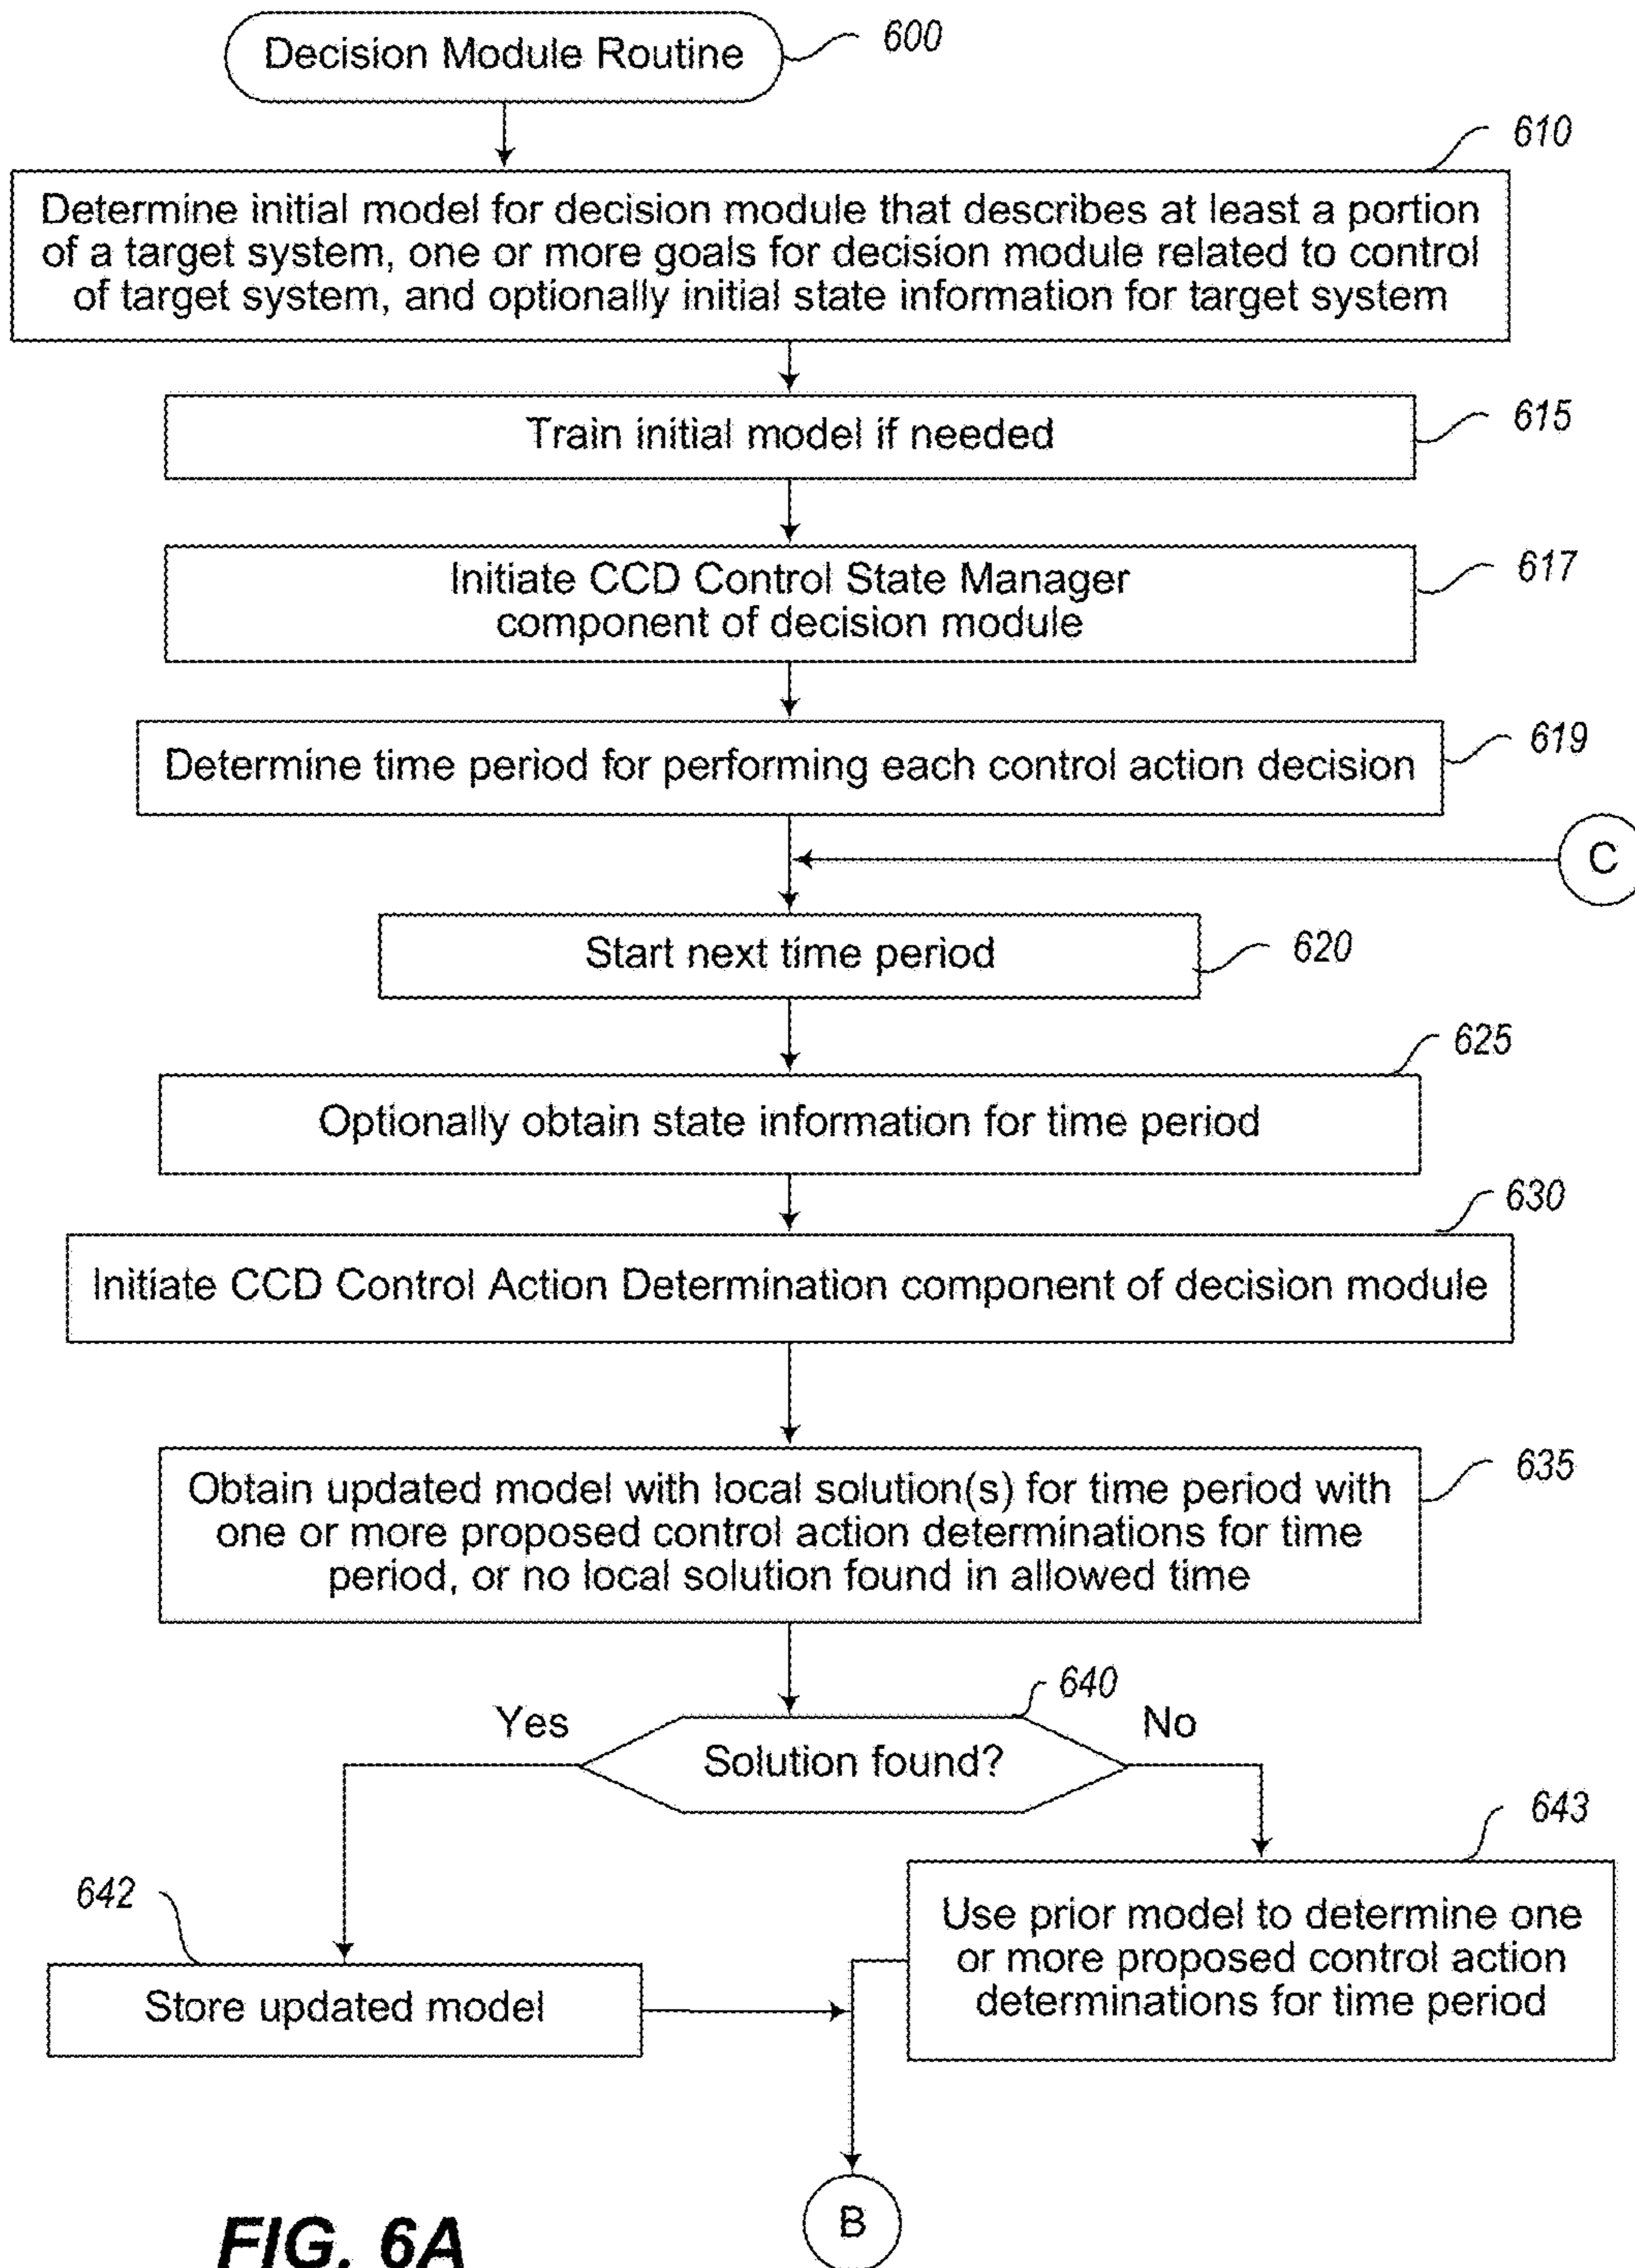 Decision Module Routine
600
610
Determine initial model for decision module that describes at least a portion
of a target system, one or more goals for decision module related to control
of target system, and optionally initial state information for target system
Train initial model if needed
615
Initiate CCD Control State Manager
component of decision module
617
Determine time period for performing each control action decision
619
C
Start next time period
620
625
Optionally obtain state information for time period
630
Initiate CCD Control Action Determination component of decision module
Obtain updated model with local solution(s) for time period with
one or more proposed control action determinations for time
period, or no local solution found in allowed time
635
640
Yes
No
Solution found?
643
642
Use prior model to determine one
or more proposed control action
determinations for time period
Store updated model
B
FIG. 6A